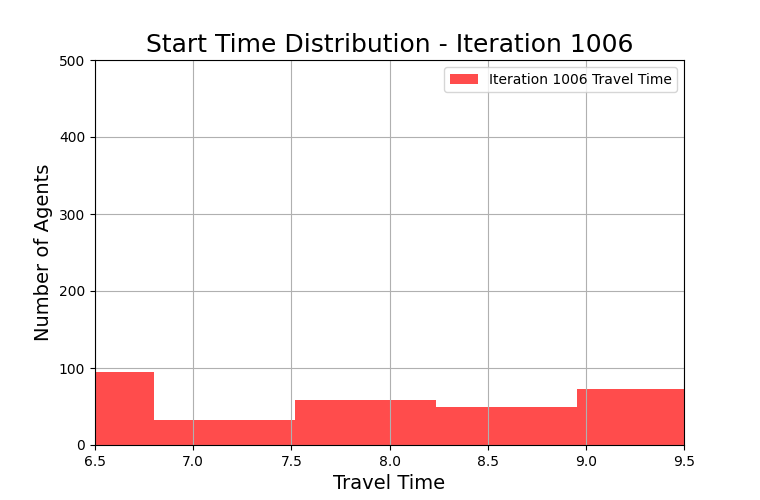 Start Time Distribution - Iteration 1006
Iteration 1006 Travel Time
Number of Agents
500
400
300
200
100
0
6.5 7.0 7.5 8.0 8.5 9.0 9.5
Travel Time